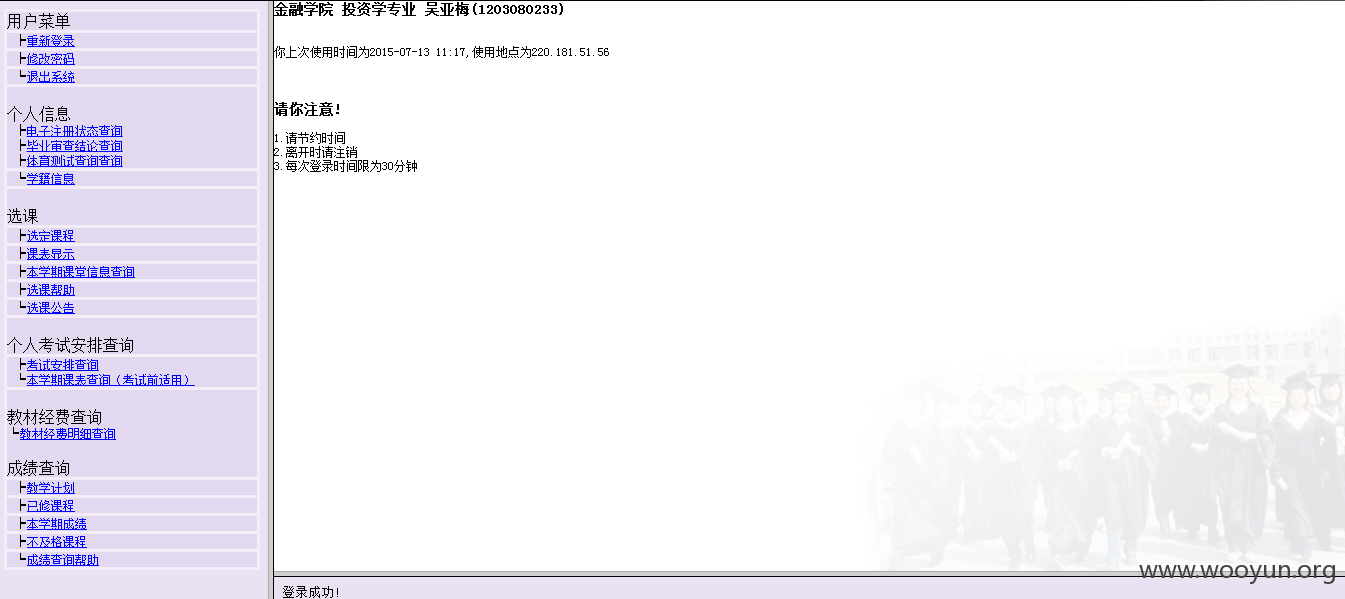 用户菜单
重新登录
修改密码
退出系统
个人信息
电子注册状态查询
毕业审查结论查询
体育测试查询查询
学籍信息
选课
选定课程
课表显示
本学期课堂信息查询
选课帮助
选课公告
个人考试安排查询
考试安排查询
本学期课表查询（考试前适用）
教材经费查询
教材经费明细查询
成绩查询
教学计划
已修课程
本学期成绩
不及格课程
成绩查询帮助
金融学院 投资学专业 吴亚梅(1203080233)
你上次使用时间为2015-07-13 11:17,使用地点为220.181.51.56
请你注意!
1.请节约时间
2.离开时请注销
3.每次登录时间限为30分钟
www.wooyun.org
登录成功!